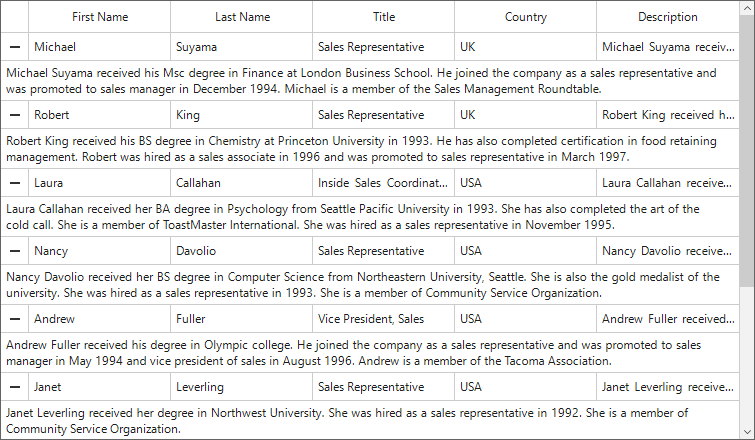 First Name Last Name Title Country Description
Michael Suyama Sales Representative UK Michael Suyama receiv...
Michael Suyama received his Msc degree in Finance at London Business School. He joined the company as a sales representative and
was promoted to sales manager in December 1994. Michael is a member of the Sales Management Roundtable.
Robert King Sales Representative UK Robert King received h...
Robert King received his BS degree in Chemistry at Princeton University in 1993. He has also completed certification in food retaining
management. Robert was hired as a sales associate in 1996 and was promoted to sales representative in March 1997.
Laura Callahan Inside Sales Coordinat... USA Laura Callahan receive...
Laura Callahan received her BA degree in Psychology from Seattle Pacific University in 1993. She has also completed the art of the
cold call. She is a member of ToastMaster International. She was hired as a sales representative in November 1995.
Nancy Davolio Sales Representative USA Nancy Davolio receive...
Nancy Davolio received her BS degree in Computer Science from Northeastern University, Seattle. She is also the gold medalist of the
university. She was hired as a sales representative in 1993. She is a member of Community Service Organization.
Andrew Fuller Vice President, Sales USA Andrew Fuller received...
Andrew Fuller received his degree in Olympic college. He joined the company as a sales representative and was promoted to sales
manager in May 1994 and vice president of sales in August 1996. Andrew is a member of the Tacoma Association.
Janet Leverling Sales Representative USA Janet Leverling receive...
Janet Leverling received her degree in Northwest University. She was hired as a sales representative in 1992. She is a member of
Community Service Organization.